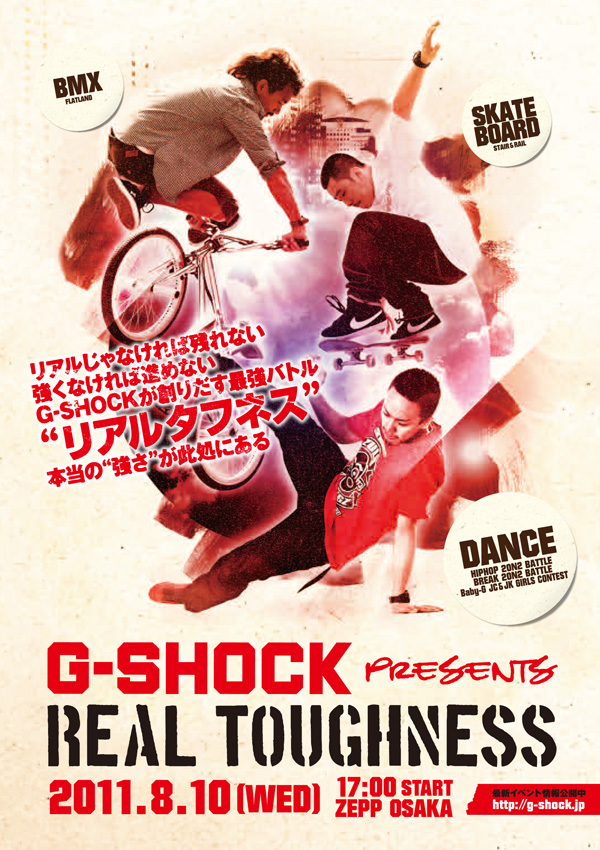 BMX
FLATLAND
SKATE
BOARD
STAIR & RAIL
リアルじゃなければ残れない
強くなければ進めない
G-SHOCKが創りだす最強バトル
“リアルタフネス”
本当の“強さ”が此処にある
DANCE
HIPHOP 2ON2 BATTLE
BREAK 2ON2 BATTLE
Baby-G JC & JK GIRLS CONTEST
G-SHOCK PRESENTS
REAL TOUGHNESS
2011.8.10 (WED)
17:00 START
ZEPP OSAKA
最新イベント情報公開中
http://g-shock.jp